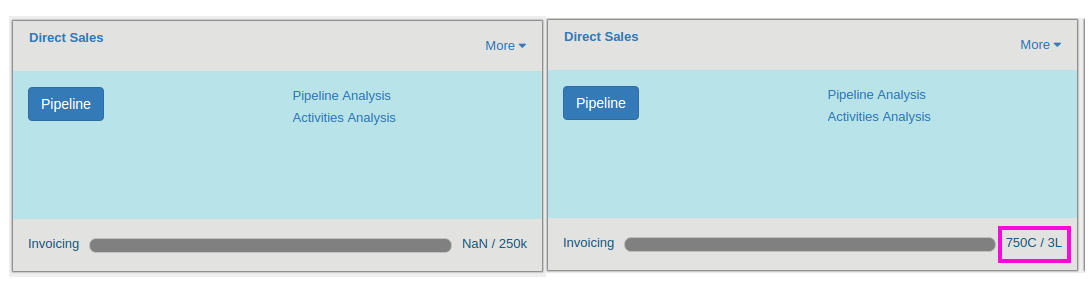 Direct Sales
More
Pipeline
Pipeline Analysis
Activities Analysis
Invoicing
NaN / 250k
Direct Sales
More
Pipeline
Pipeline Analysis
Activities Analysis
Invoicing
750C / 3L